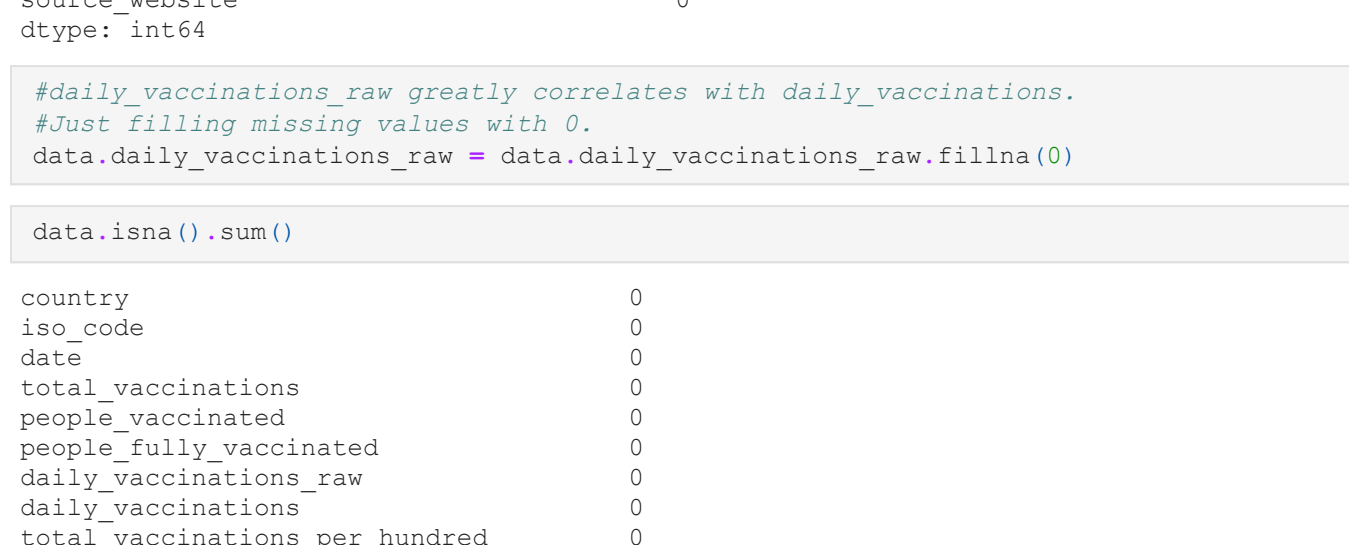 source_website 0
dtype: int64
#daily_vaccinations_raw greatly correlates with daily_vaccinations.
#Just filling missing values with 0.
data.daily_vaccinations_raw = data.daily_vaccinations_raw.fillna(0)
data.isna().sum()
country 0
iso_code 0
date 0
total_vaccinations 0
people_vaccinated 0
people_fully_vaccinated 0
daily_vaccinations_raw 0
daily_vaccinations 0
total_vaccinations_per_hundred 0